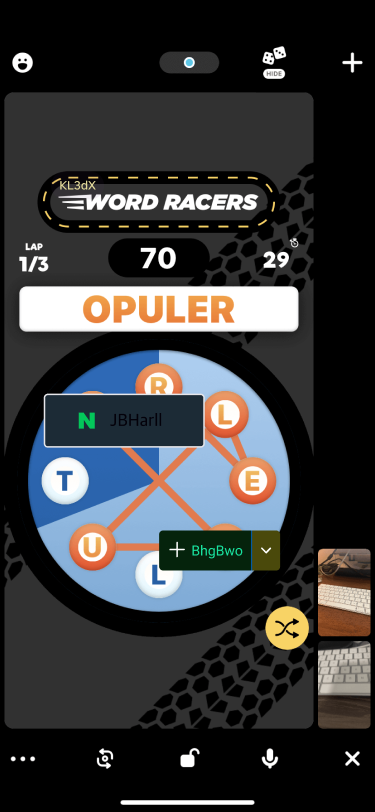 HIDE
KL3dX
WORD RACERS
LAP
1/3
70
29
OPULER
R
L
N JBHarll
T
E
U
+ BhgBwo
L